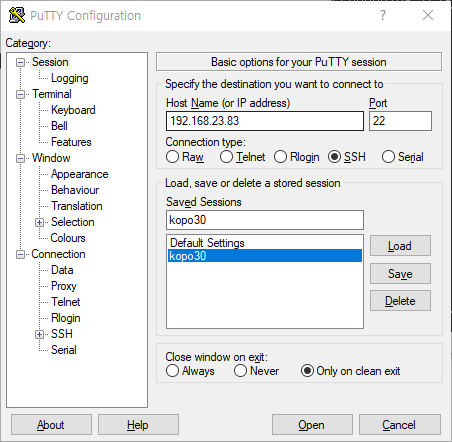 PuTTY Configuration
?
Category:
Session
Logging
Terminal
Keyboard
Bell
Features
Window
Appearance
Behaviour
Translation
Selection
Colours
Connection
Data
Proxy
Telnet
Rlogin
SSH
Serial
Basic options for your PuTTY session
Specify the destination you want to connect to
Host Name (or IP address) Port
192.168.23.83 22
Connection type:
Raw Telnet Rlogin SSH Serial
Load, save or delete a stored session
Saved Sessions
kopo30
Default Settings
kopo30
Load
Save
Delete
Close window on exit:
Always Never Only on clean exit
About Help Open Cancel